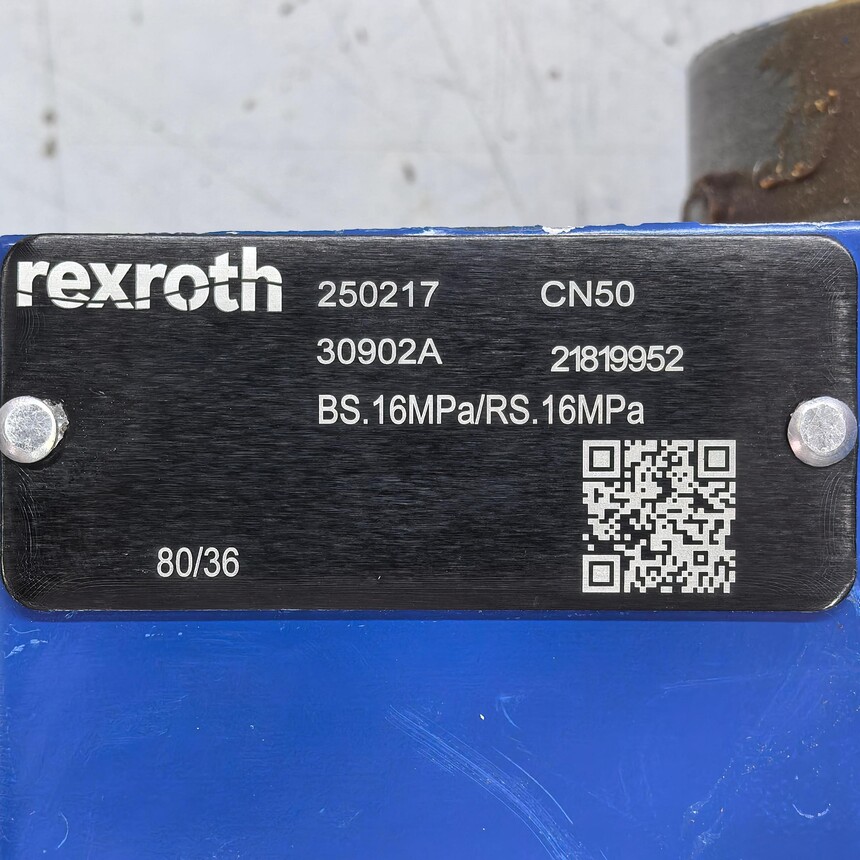 rexroth
250217 CN50
30902A 21819952
BS.16MPa/RS.16MPa
80/36